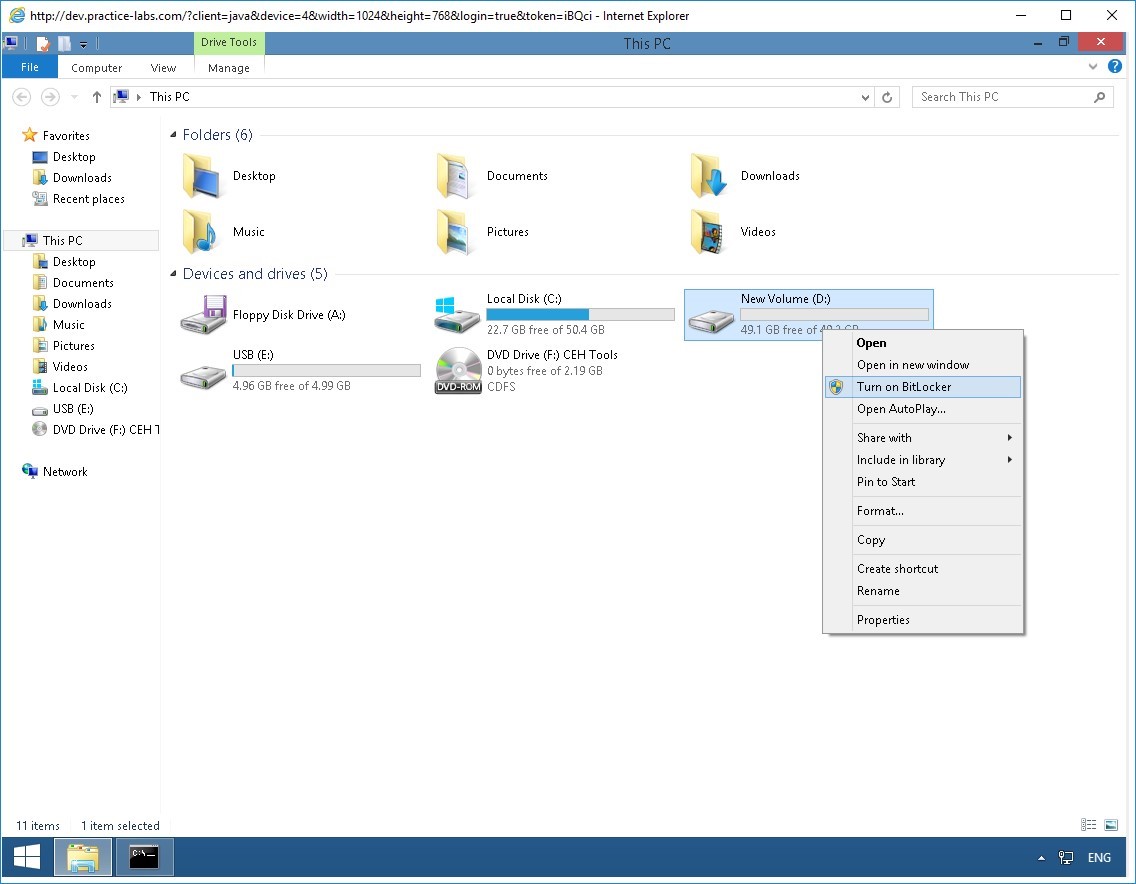 http://dev.practice-labs.com/?client=java&device=4&width=1024&height=768&login=true&token=iBQci - Internet Explorer
Drive Tools
This PC
File
Computer
View
Manage
This PC
Search This PC
Favorites
Desktop
Downloads
Recent places
This PC
Desktop
Documents
Downloads
Music
Pictures
Videos
Local Disk (C:)
USB (E:)
DVD Drive (F:) CEH T
Network
Folders (6)
Desktop
Documents
Downloads
Music
Pictures
Videos
Devices and drives (5)
Floppy Disk Drive (A:)
Local Disk (C:)
22.7 GB free of 50.4 GB
New Volume (D:)
49.1 GB free of
USB (E:)
4.96 GB free of 4.99 GB
DVD Drive (F:) CEH Tools
0 bytes free of 2.19 GB
CDFS
DVD-ROM
Open
Open in new window
Turn on BitLocker
Open AutoPlay...
Share with
Include in library
Pin to Start
Format...
Copy
Create shortcut
Rename
Properties
11 items
1 item selected
C:\
ENG